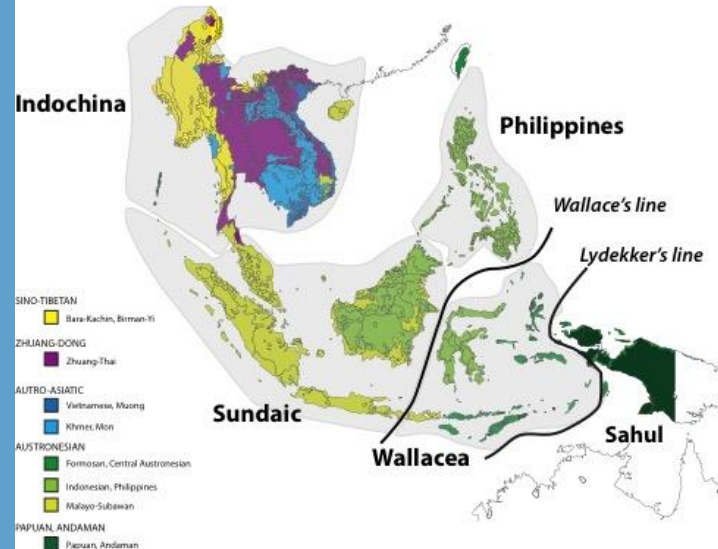 Indochina
Philippines
Wallace's line
Lydekker's line
SINO-TIBETAN
Bara-Kachin, Birman-Yi
ZHUANG-DONG
Zhuang-Thai
AUTRO-ASIATIC
Vietnamese, Muong
Khmer, Mon
AUSTRONESIAN
Formosan, Central Austronesian
Indonesian, Philippines
Malayo-Subawan
PAPUAN, ANDAMAN
Papuan, Andaman
Sundaic
Wallacea
Sahul